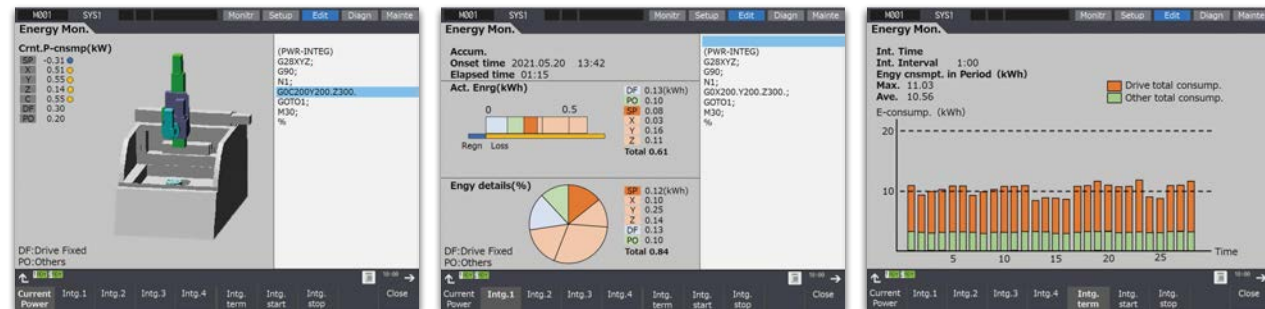 M001 SYS1 Monitr Setup Edit Diagn Mainte
Energy Mon.
Crnt.P-cnsmp(kW)
SP -0.31
X 0.51
Y 0.55
Z 0.14
C 0.55
DF 0.30
PO 0.20
(PWR-INTEG)
G28XYZ;
G90;
N1;
G0C200Y200.Z300.
GOTO1;
M30;
%
DF:Drive Fixed
PO:Others
10:00
Current Power Intg.1 Intg.2 Intg.3 Intg.4 Intg. term Intg. start Intg. stop Close
M001 SYS1 Monitr Setup Edit Diagn Mainte
Energy Mon.
Accum.
Onset time 2021.05.20 13:42
Elapsed time 01:15
Act. Enrg(kWh)
0 0.5
Regn Loss
DF 0.13(kWh)
PO 0.10
SP 0.08
X 0.03
Y 0.16
Z 0.11
Total 0.61
Engy details(%)
SP 0.12(kWh)
X 0.10
Y 0.25
Z 0.14
DF 0.13
PO 0.10
Total 0.84
DF:Drive Fixed
PO:Others
(PWR-INTEG)
G28XYZ;
G90;
N1;
G0X200.Y200.Z300.;
GOTO1;
M30;
%
10:00
Current Power Intg.1 Intg.2 Intg.3 Intg.4 Intg. term Intg. start Intg. stop Close
M001 SYS1 Monitr Setup Edit Diagn Mainte
Energy Mon.
Int. Time
Int. Interval 1:00
Engy cnsmpt. in Period (kWh)
Max. 11.03
Ave. 10.56
Drive total consump.
Other total consump.
E-consump. (kWh)
20
10
5 10 15 20 25 Time
10:00
Current Power Intg.1 Intg.2 Intg.3 Intg.4 Intg. term Intg. start Intg. stop Close